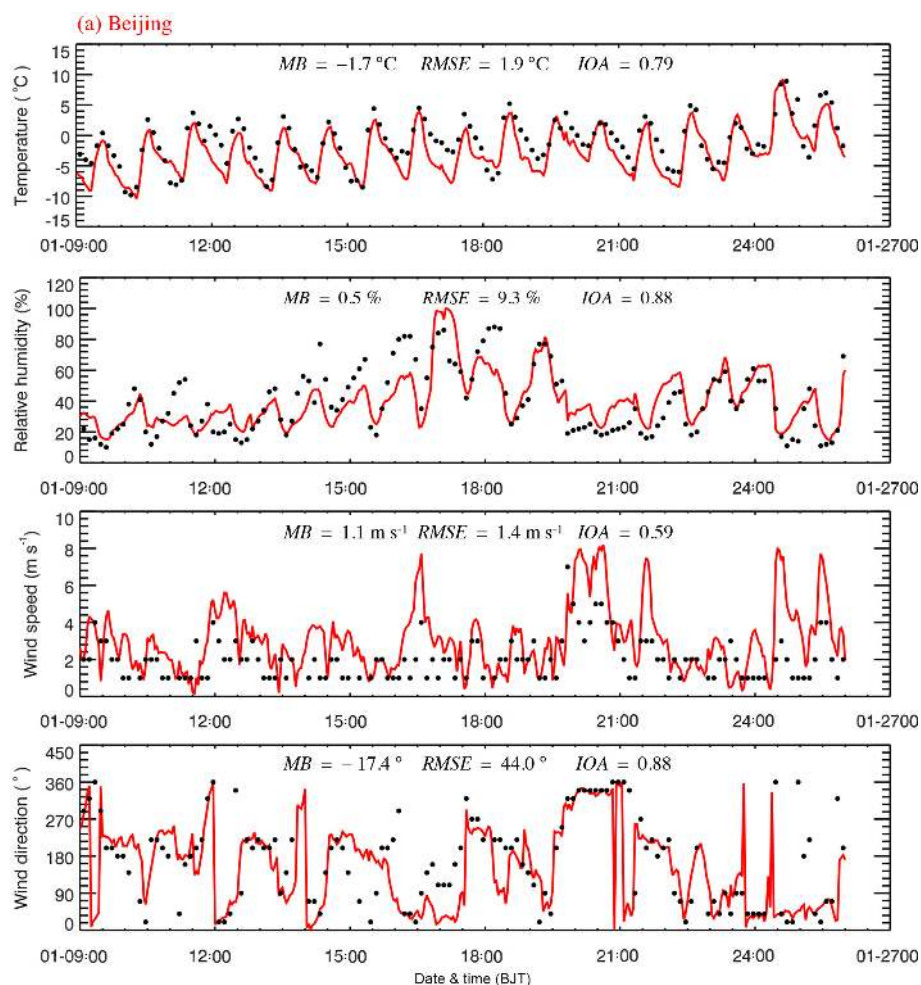 (a) Beijing
MB = −1.7 °C RMSE = 1.9 °C IOA = 0.79
Temperature (°C)
15
10
5
0
-5
-10
-15
01-09:00 12:00 15:00 18:00 21:00 24:00 01-2700
MB = 0.5 % RMSE = 9.3 % IOA = 0.88
Relative humidity (%)
100
80
60
40
20
0
01-09:00 12:00 15:00 18:00 21:00 24:00 01-2700
MB = 1.1 m s⁻¹ RMSE = 1.4 m s⁻¹ IOA = 0.59
Wind speed (m s⁻¹)
8
6
4
2
0
01-09:00 12:00 15:00 18:00 21:00 24:00 01-2700
MB = −17.4 ° RMSE = 44.0 ° IOA = 0.88
Wind direction (°)
450
360
270
180
90
0
01-09:00 12:00 15:00 18:00 21:00 24:00 01-2700
Date & time (BJT)